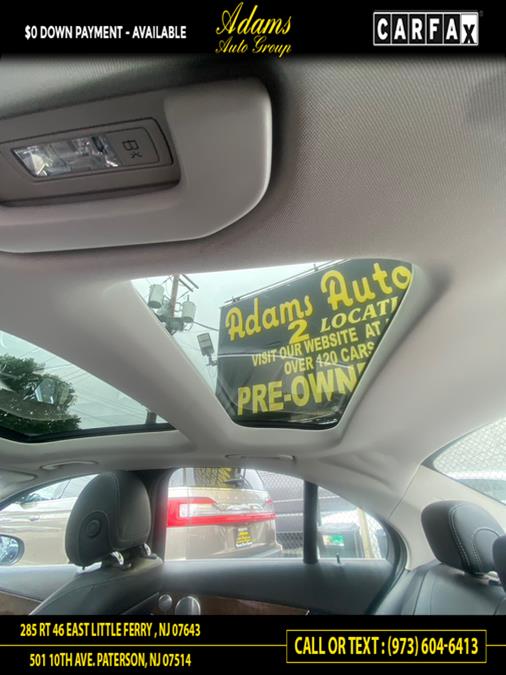 $0 DOWN PAYMENT - AVAILABLE
Adams
Auto Group
CARFAX
Adams Auto
2 LOCATI
VISIT OUR WEBSITE AT
OVER 420 CARS
PRE-OWNE
285 RT 46 EAST LITTLE FERRY , NJ 07643
501 10TH AVE. PATERSON, NJ 07514
CALL OR TEXT : (973) 604-6413